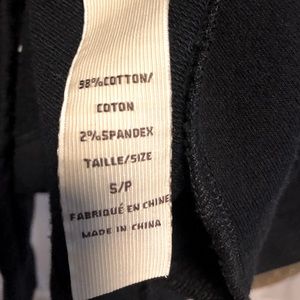 98%COTTON/
COTON
2%SPANDEX
TAILLE/SIZE
S/P
FABRIQUÉ EN CHINE
MADE IN CHINA